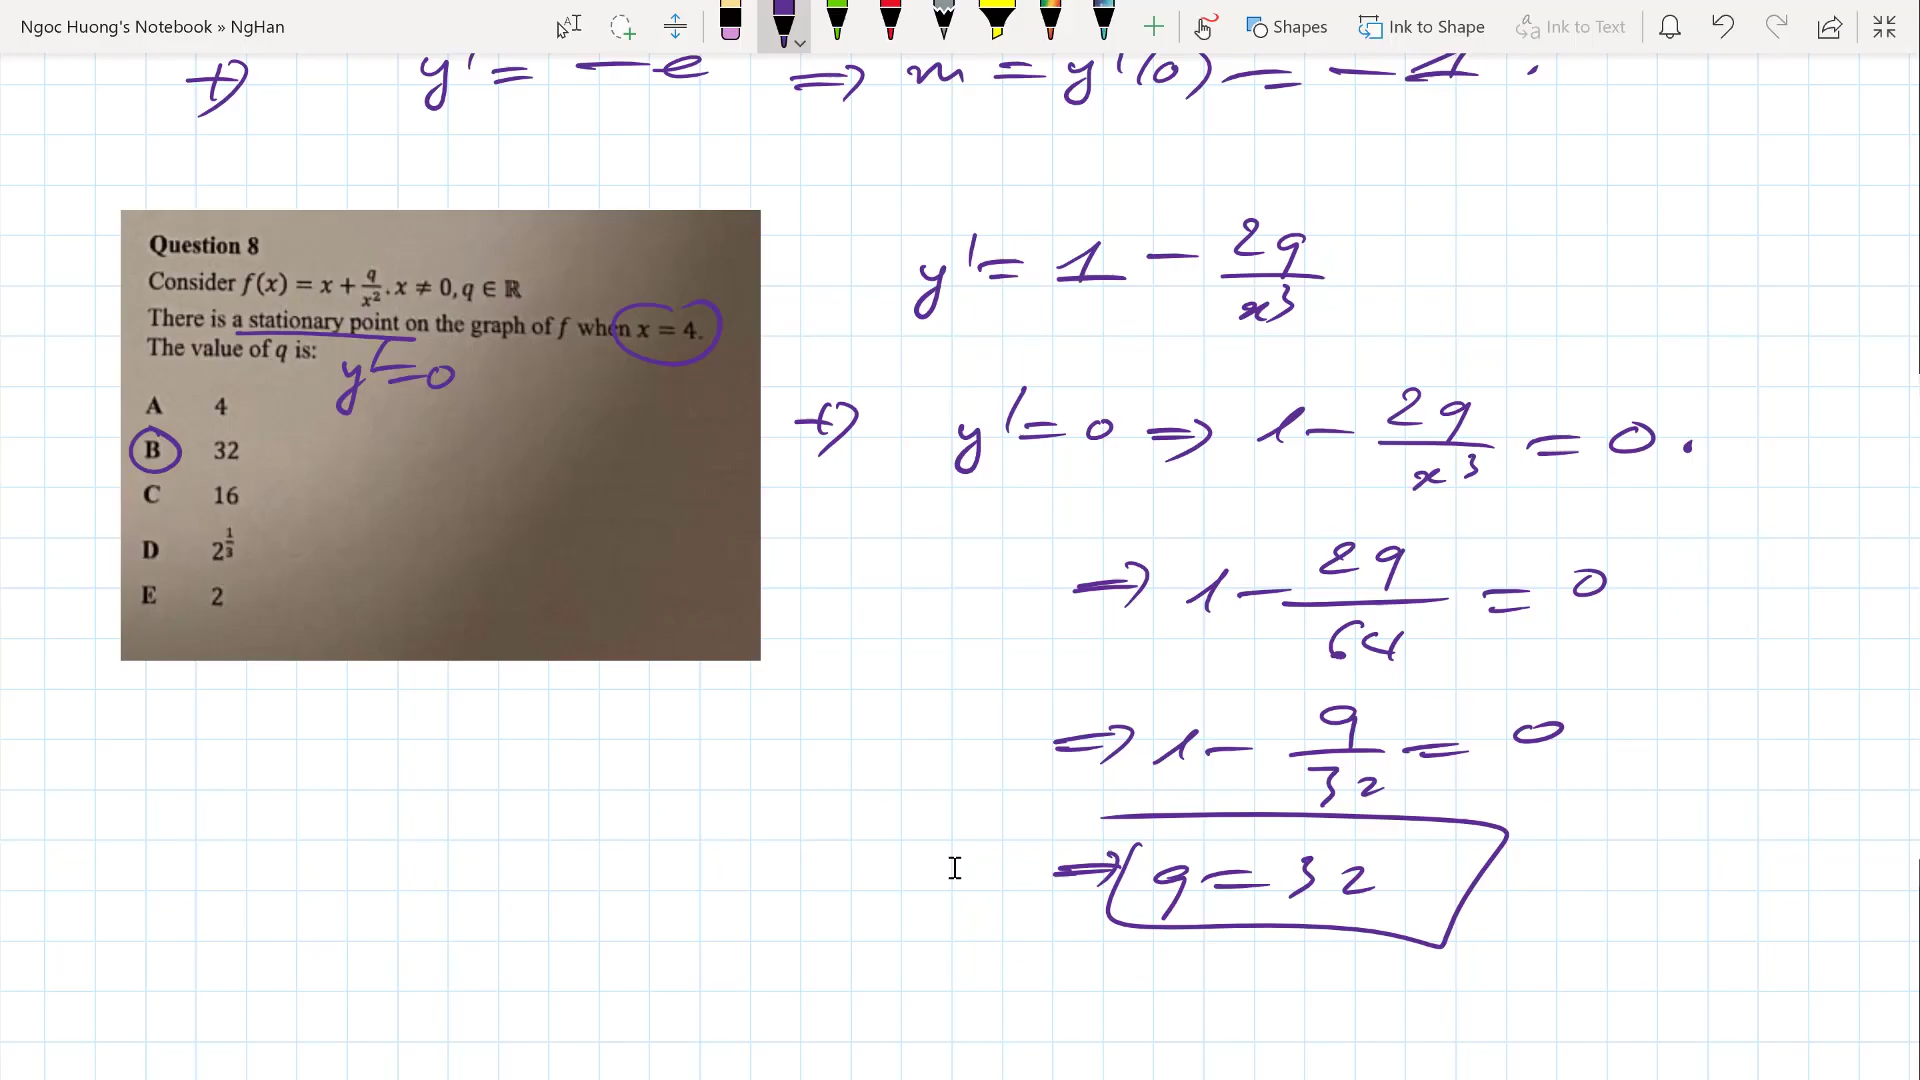 Ngoc Huong's Notebook » NgHan
Shapes
Ink to Shape
Ink to Text
y' = -e ⇒ m = y'(0) = -1.
Question 8
Consider f(x) = x + q/x², x ≠ 0, q ∈ ℝ
There is a stationary point on the graph of f when x = 4.
The value of q is:
y' = 0
A 4
B 32
C 16
D 2^(1/3)
E 2
y' = 1 - 2q/x³
y' = 0 ⇒ 1 - 2q/x³ = 0.
⇒ 1 - 2q/64 = 0
⇒ 1 - q/32 = 0
⇒ q = 32